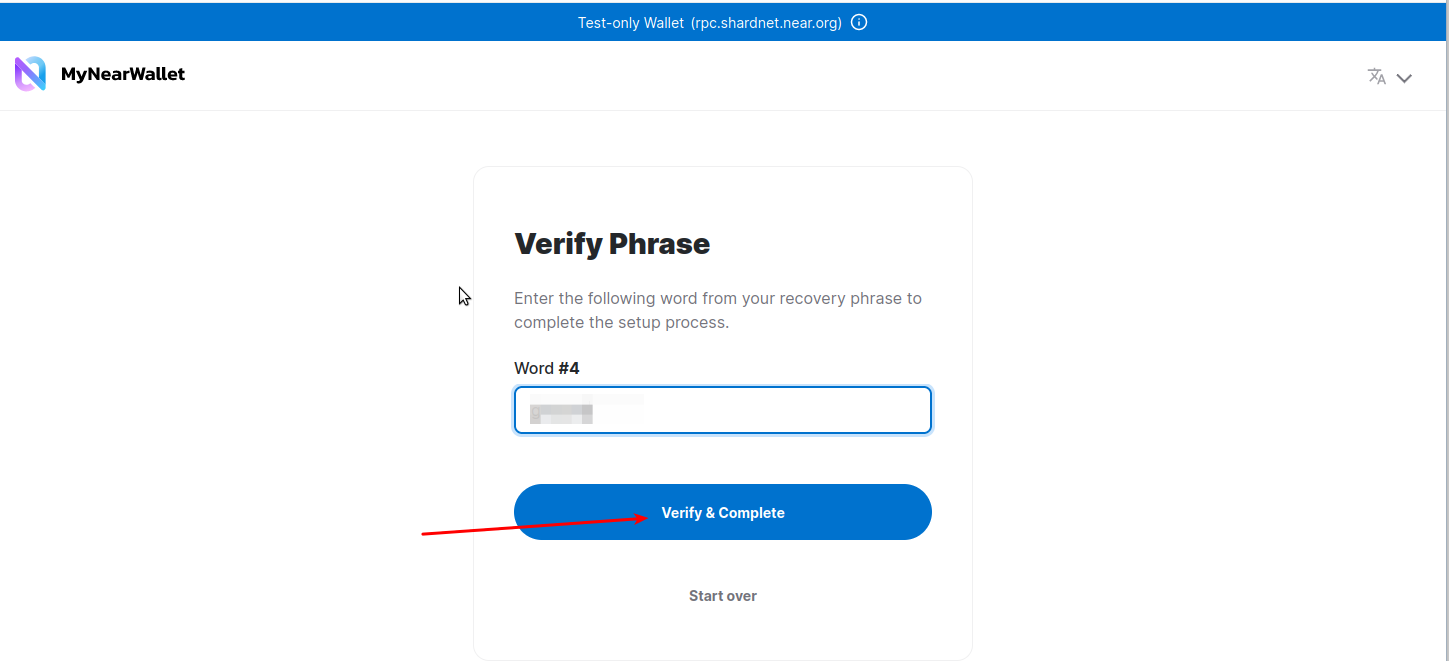 Test-only Wallet (rpc.shardnet.near.org)
MyNearWallet
Verify Phrase
Enter the following word from your recovery phrase to
complete the setup process.
Word #4
Verify & Complete
Start over